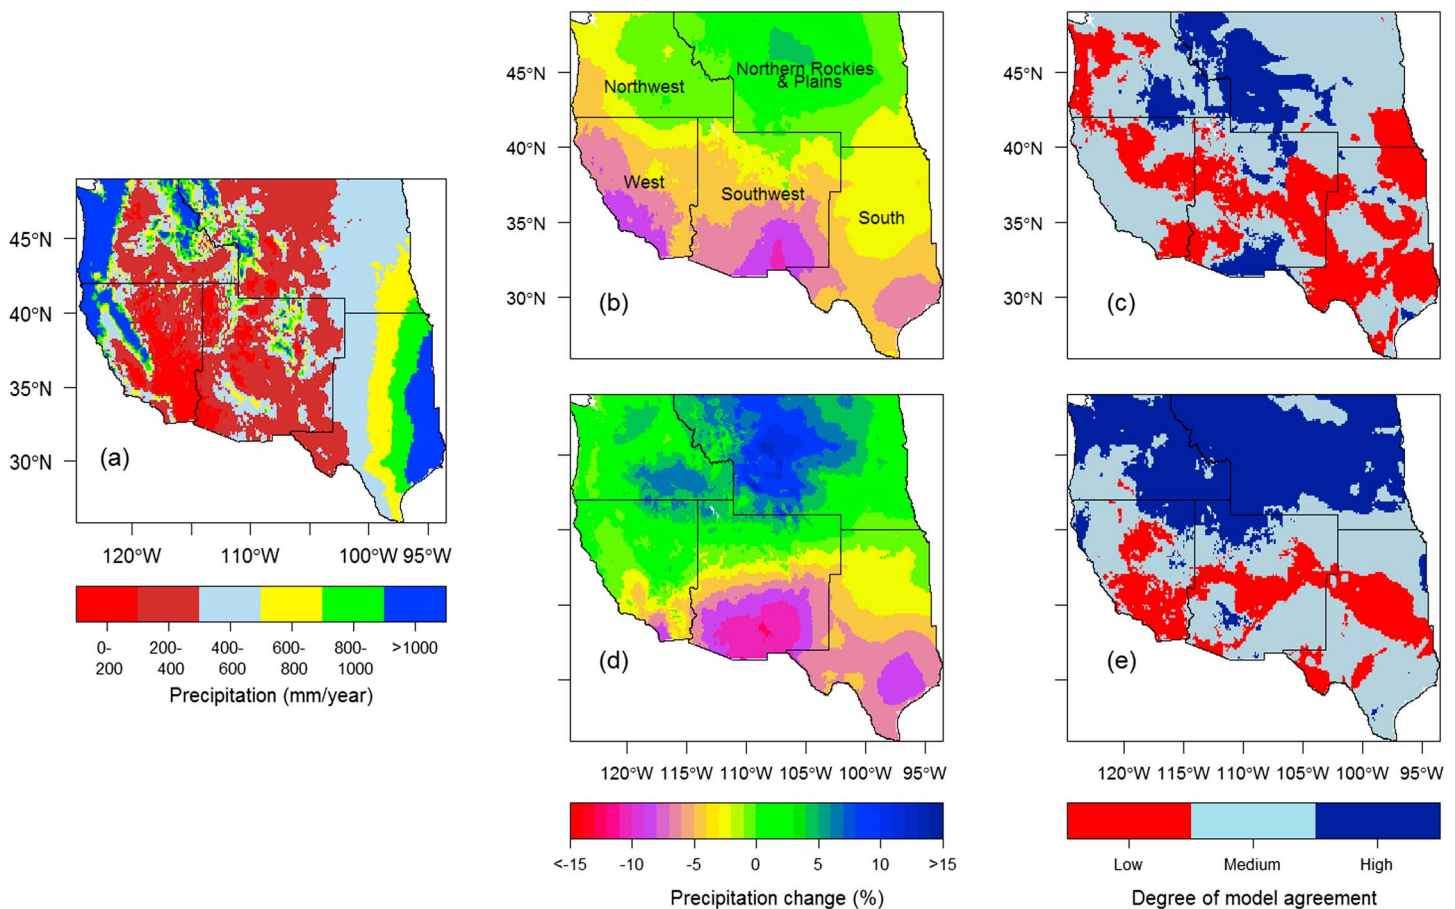 45°N
40°N
35°N
30°N
(a)
120°W
110°W
100°W
95°W
0-
200
200-
400
400-
600
600-
800
800-
1000
>1000
Precipitation (mm/year)
45°N
40°N
35°N
30°N
Northwest
Northern Rockies
& Plains
West
Southwest
South
(b)
45°N
40°N
35°N
30°N
(c)
(d)
120°W
115°W
110°W
105°W
100°W
95°W
<-15
-10
-5
0
5
10
>15
Precipitation change (%)
(e)
120°W
115°W
110°W
105°W
100°W
95°W
Low
Medium
High
Degree of model agreement